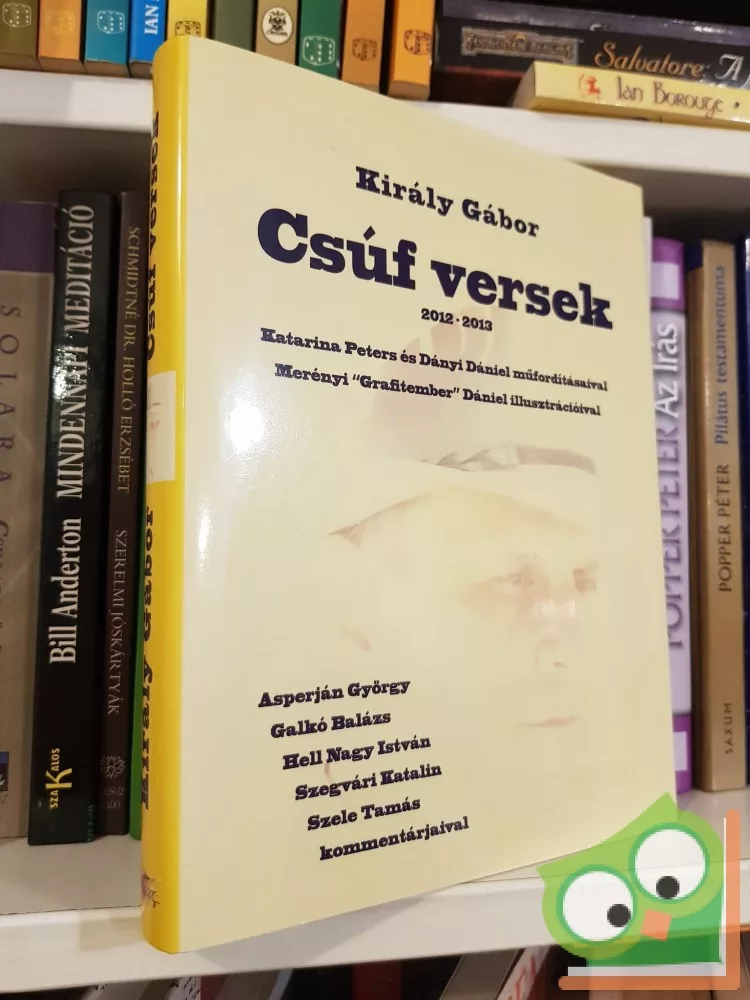 IAN
Salvatore
Ian Borouge
Király Gábor
Csúf versek
2012 - 2013
Katarina Peters és Dányi Dániel műfordításaival
Merényi "Grafitember" Dániel illusztrációival
Asperján György
Galkó Balázs
Hell Nagy István
Szegvári Katalin
Szele Tamás
kommentárjaival
Király Gábor Csúf versek
SOLARA
Bill Anderton MINDENNAPI MEDITÁCIÓ
SZAKALOS
SCHMIDTNÉ DR. HOLLÓ ERZSÉBET SZERELMI JÓSKÁRTYÁK
POPPER PÉTER Az Írás
POPPER PÉTER Pilátus testamentuma
SAXUM